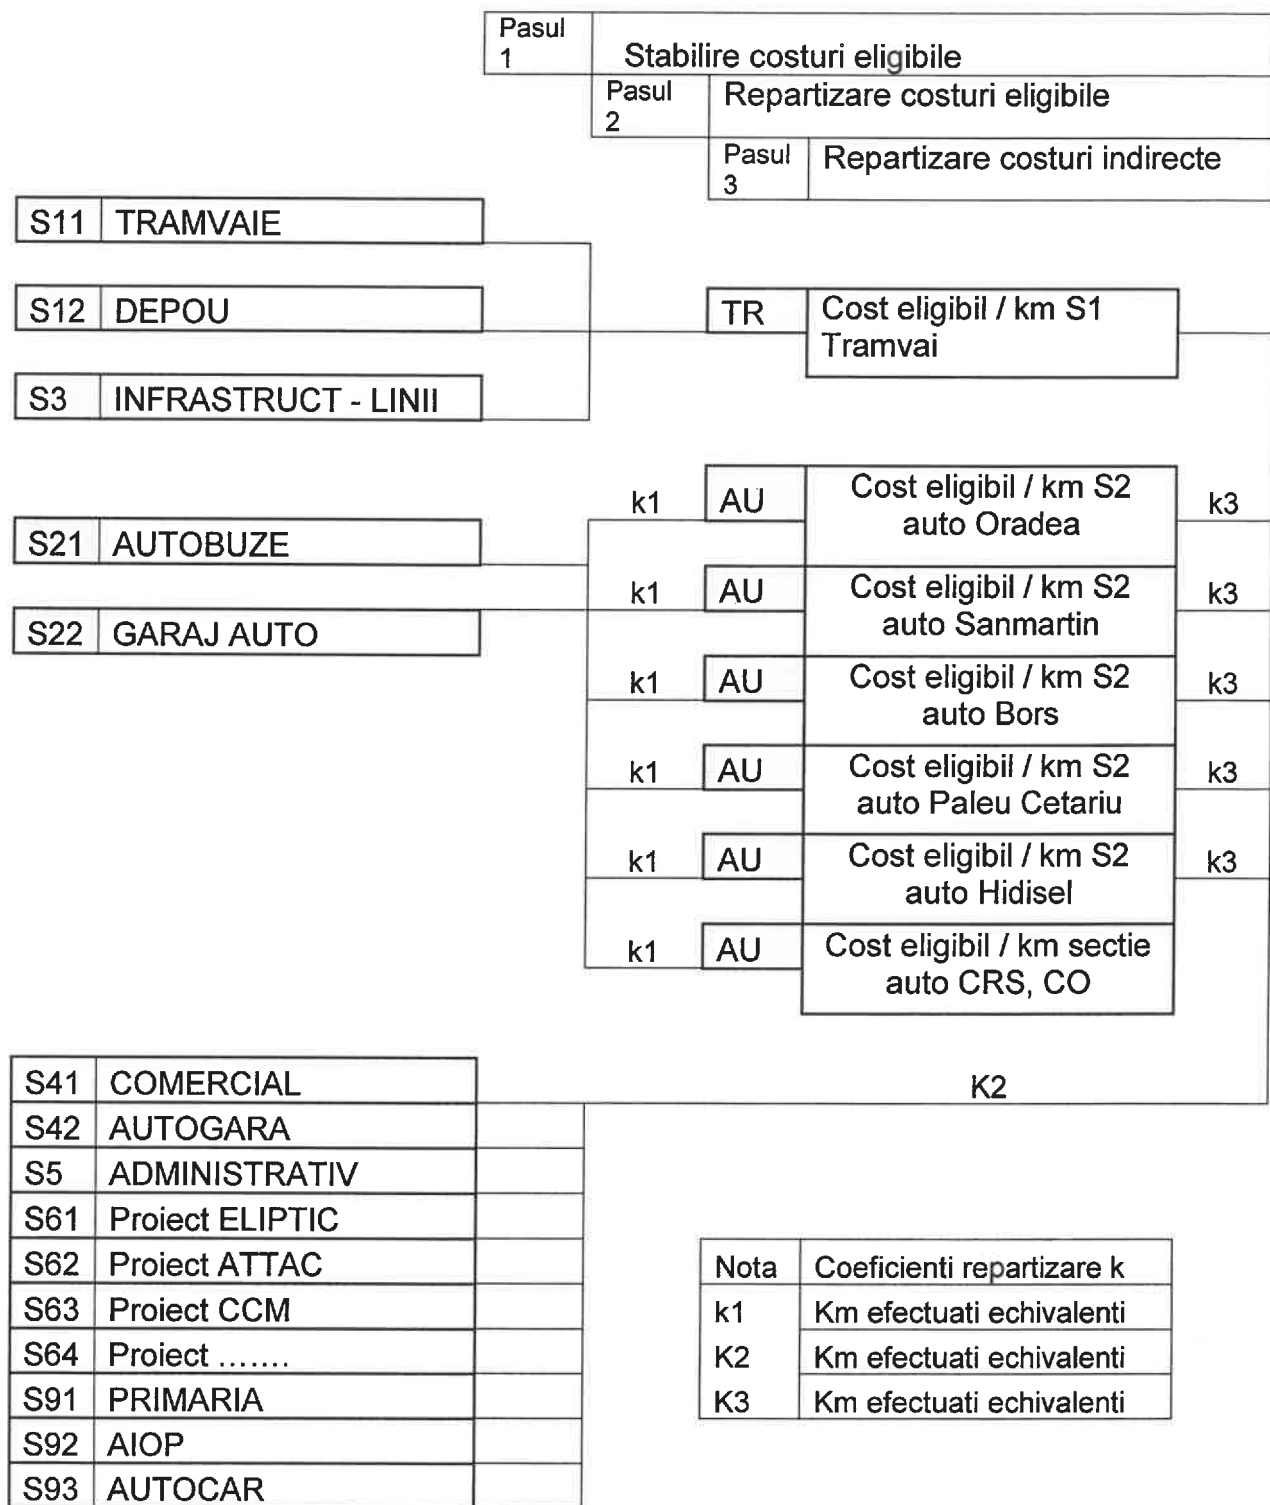 Pasul
1
Stabilire costuri eligibile
Pasul
2
Repartizare costuri eligibile
Pasul
3
Repartizare costuri indirecte
S11 TRAMVAIE
S12 DEPOU
TR
Cost eligibil / km S1
Tramvai
S3 INFRASTRUCT - LINII
k1 AU
Cost eligibil / km S2
auto Oradea
k3
S21 AUTOBUZE
k1 AU
Cost eligibil / km S2
auto Sanmartin
k3
S22 GARAJ AUTO
k1 AU
Cost eligibil / km S2
auto Bors
k3
k1 AU
Cost eligibil / km S2
auto Paleu Cetariu
k3
k1 AU
Cost eligibil / km S2
auto Hidisel
k3
k1 AU
Cost eligibil / km sectie
auto CRS, CO
S41 COMERCIAL
K2
S42 AUTOGARA
S5 ADMINISTRATIV
S61 Proiect ELIPTIC
S62 Proiect ATTAC
S63 Proiect CCM
S64 Proiect .......
S91 PRIMARIA
S92 AIOP
S93 AUTOCAR
Nota Coeficienti repartizare k
k1 Km efectuati echivalenti
K2 Km efectuati echivalenti
K3 Km efectuati echivalenti